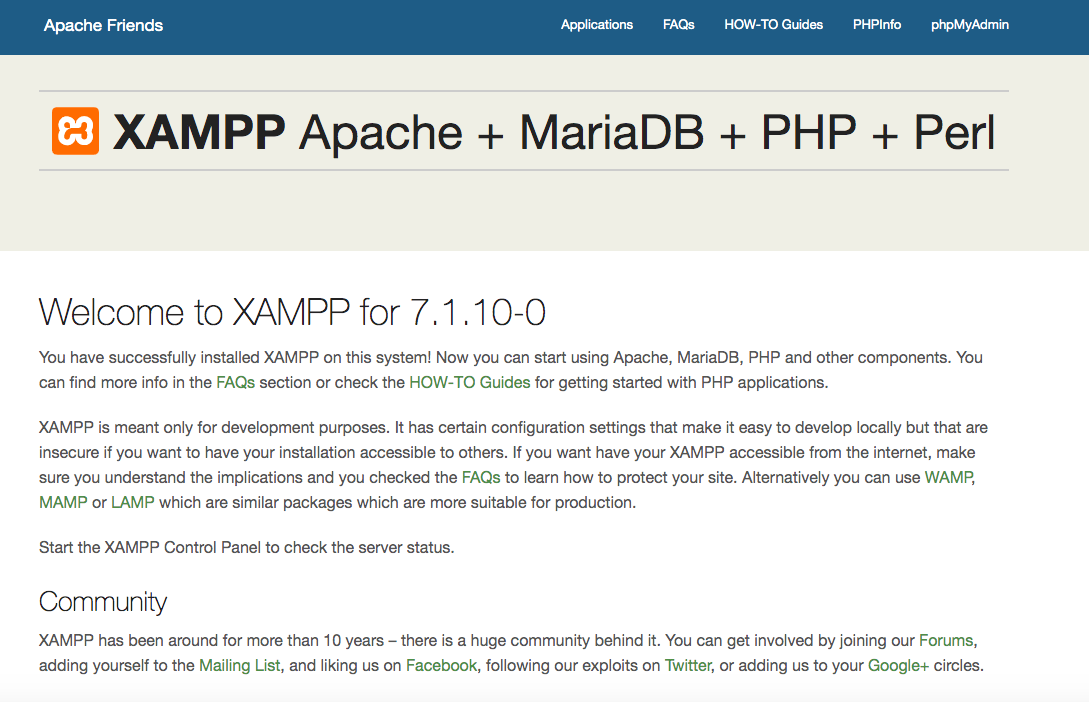 Apache Friends
Applications FAQs HOW-TO Guides PHPInfo phpMyAdmin
XAMPP Apache + MariaDB + PHP + Perl
Welcome to XAMPP for 7.1.10-0
You have successfully installed XAMPP on this system! Now you can start using Apache, MariaDB, PHP and other components. You
can find more info in the FAQs section or check the HOW-TO Guides for getting started with PHP applications.
XAMPP is meant only for development purposes. It has certain configuration settings that make it easy to develop locally but that are
insecure if you want to have your installation accessible to others. If you want have your XAMPP accessible from the internet, make
sure you understand the implications and you checked the FAQs to learn how to protect your site. Alternatively you can use WAMP,
MAMP or LAMP which are similar packages which are more suitable for production.
Start the XAMPP Control Panel to check the server status.
Community
XAMPP has been around for more than 10 years – there is a huge community behind it. You can get involved by joining our Forums,
adding yourself to the Mailing List, and liking us on Facebook, following our exploits on Twitter, or adding us to your Google+ circles.